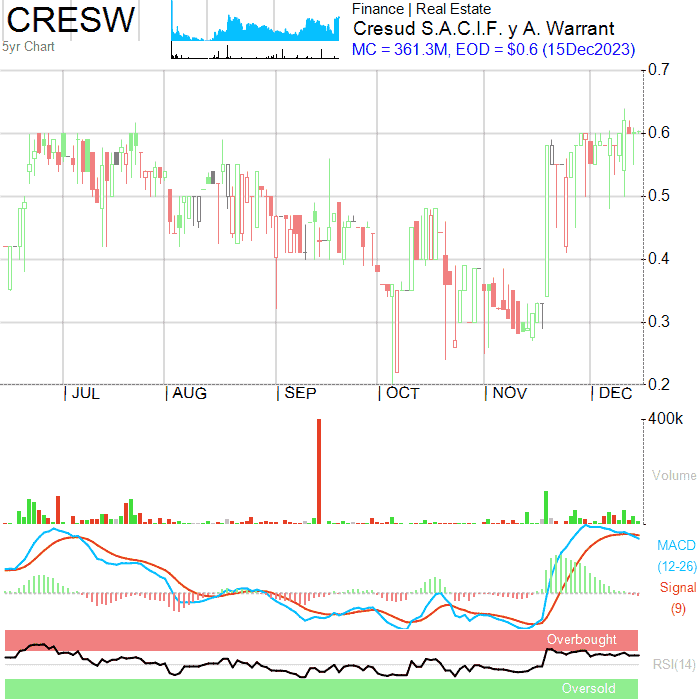 CRESW
5yr Chart
Finance | Real Estate
Cresud S.A.C.I.F. y A. Warrant
MC = 361.3M, EOD = $0.6 (15Dec2023)
0.7
0.6
0.5
0.4
0.3
0.2
| JUL | AUG | SEP | OCT | NOV | DEC
400k
Volume
MACD
(12-26)
Signal
(9)
Overbought
RSI(14)
Oversold